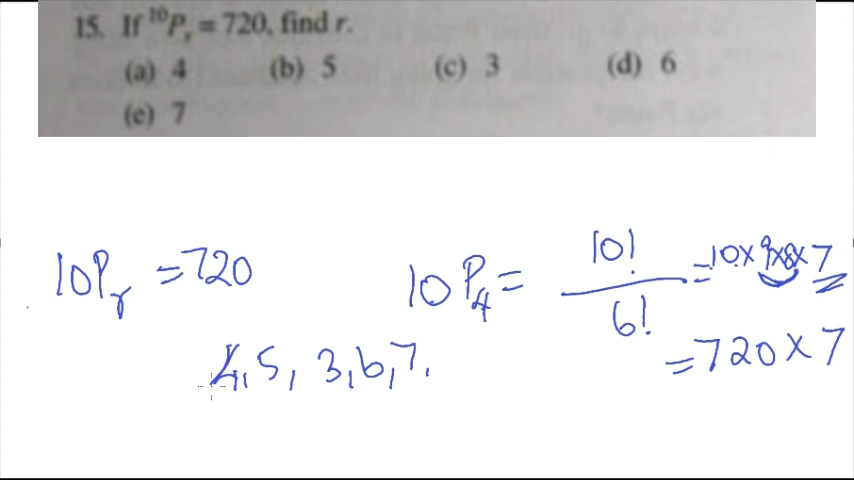 15. If ¹⁰Pᵣ = 720, find r.
(a) 4 (b) 5 (c) 3 (d) 6
(e) 7
10Pᵣ = 720
10P₄ = 10!/6! = 10×9×8×7
= 720×7
4, 5, 3, 6, 7,